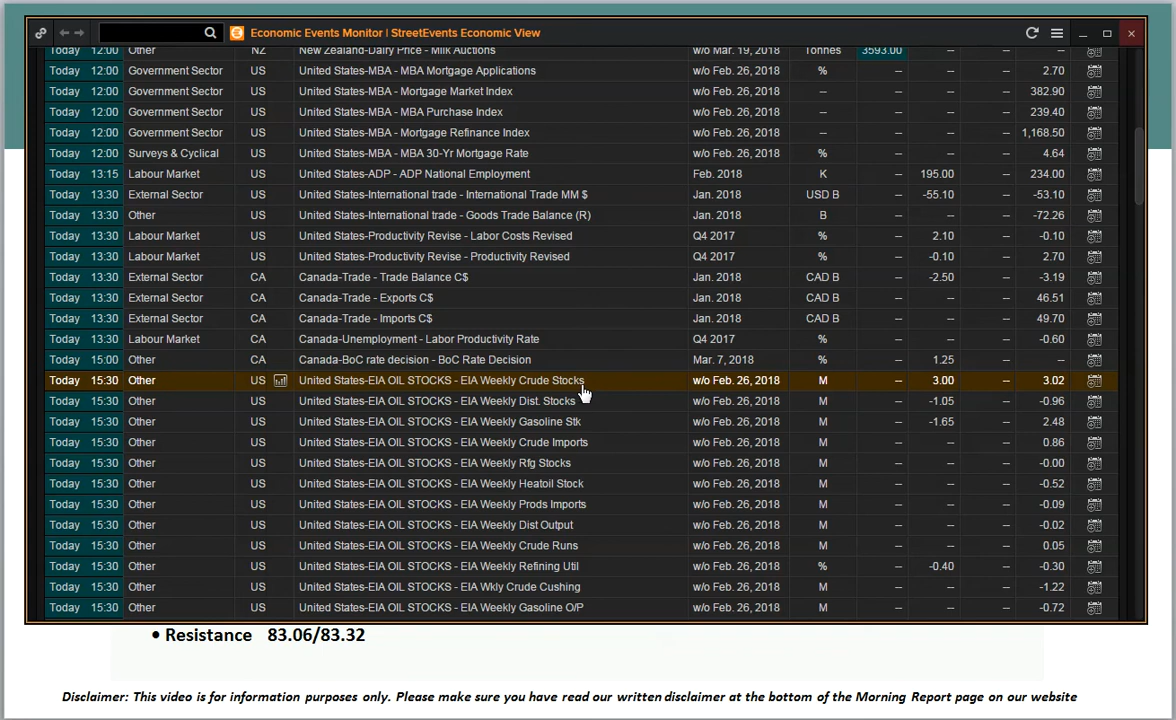 Economic Events Monitor | StreetEvents Economic View
Today 12:00 Other NZ New Zealand-Dairy Price - Milk Auctions w/o Mar. 19, 2018 Tonnes 3593.00 -- -- --
Today 12:00 Government Sector US United States-MBA - MBA Mortgage Applications w/o Feb. 26, 2018 % -- -- -- 2.70
Today 12:00 Government Sector US United States-MBA - Mortgage Market Index w/o Feb. 26, 2018 -- -- -- -- 382.90
Today 12:00 Government Sector US United States-MBA - MBA Purchase Index w/o Feb. 26, 2018 -- -- -- -- 239.40
Today 12:00 Government Sector US United States-MBA - Mortgage Refinance Index w/o Feb. 26, 2018 -- -- -- -- 1,168.50
Today 12:00 Surveys & Cyclical US United States-MBA - MBA 30-Yr Mortgage Rate w/o Feb. 26, 2018 % -- -- -- 4.64
Today 13:15 Labour Market US United States-ADP - ADP National Employment Feb. 2018 K -- 195.00 -- 234.00
Today 13:30 External Sector US United States-International trade - International Trade MM $ Jan. 2018 USD B -- -55.10 -- -53.10
Today 13:30 Other US United States-International trade - Goods Trade Balance (R) Jan. 2018 B -- -- -- -72.26
Today 13:30 Labour Market US United States-Productivity Revise - Labor Costs Revised Q4 2017 % -- 2.10 -- -0.10
Today 13:30 Labour Market US United States-Productivity Revise - Productivity Revised Q4 2017 % -- -0.10 -- 2.70
Today 13:30 External Sector CA Canada-Trade - Trade Balance C$ Jan. 2018 CAD B -- -2.50 -- -3.19
Today 13:30 External Sector CA Canada-Trade - Exports C$ Jan. 2018 CAD B -- -- -- 46.51
Today 13:30 External Sector CA Canada-Trade - Imports C$ Jan. 2018 CAD B -- -- -- 49.70
Today 13:30 Labour Market CA Canada-Unemployment - Labor Productivity Rate Q4 2017 % -- -- -- -0.60
Today 15:00 Other CA Canada-BoC rate decision - BoC Rate Decision Mar. 7, 2018 % -- 1.25 -- --
Today 15:30 Other US United States-EIA OIL STOCKS - EIA Weekly Crude Stocks w/o Feb. 26, 2018 M -- 3.00 -- 3.02
Today 15:30 Other US United States-EIA OIL STOCKS - EIA Weekly Dist. Stocks w/o Feb. 26, 2018 M -- -1.05 -- -0.96
Today 15:30 Other US United States-EIA OIL STOCKS - EIA Weekly Gasoline Stk w/o Feb. 26, 2018 M -- -1.65 -- 2.48
Today 15:30 Other US United States-EIA OIL STOCKS - EIA Weekly Crude Imports w/o Feb. 26, 2018 M -- -- -- 0.86
Today 15:30 Other US United States-EIA OIL STOCKS - EIA Weekly Rfg Stocks w/o Feb. 26, 2018 M -- -- -- -0.00
Today 15:30 Other US United States-EIA OIL STOCKS - EIA Weekly Heatoil Stock w/o Feb. 26, 2018 M -- -- -- -0.52
Today 15:30 Other US United States-EIA OIL STOCKS - EIA Weekly Prods Imports w/o Feb. 26, 2018 M -- -- -- -0.09
Today 15:30 Other US United States-EIA OIL STOCKS - EIA Weekly Dist Output w/o Feb. 26, 2018 M -- -- -- -0.02
Today 15:30 Other US United States-EIA OIL STOCKS - EIA Weekly Crude Runs w/o Feb. 26, 2018 M -- -- -- 0.05
Today 15:30 Other US United States-EIA OIL STOCKS - EIA Weekly Refining Util w/o Feb. 26, 2018 % -- -0.40 -- -0.30
Today 15:30 Other US United States-EIA OIL STOCKS - EIA Wkly Crude Cushing w/o Feb. 26, 2018 M -- -- -- -1.22
Today 15:30 Other US United States-EIA OIL STOCKS - EIA Weekly Gasoline O/P w/o Feb. 26, 2018 M -- -- -- -0.72
• Resistance 83.06/83.32
Disclaimer: This video is for information purposes only. Please make sure you have read our written disclaimer at the bottom of the Morning Report page on our website